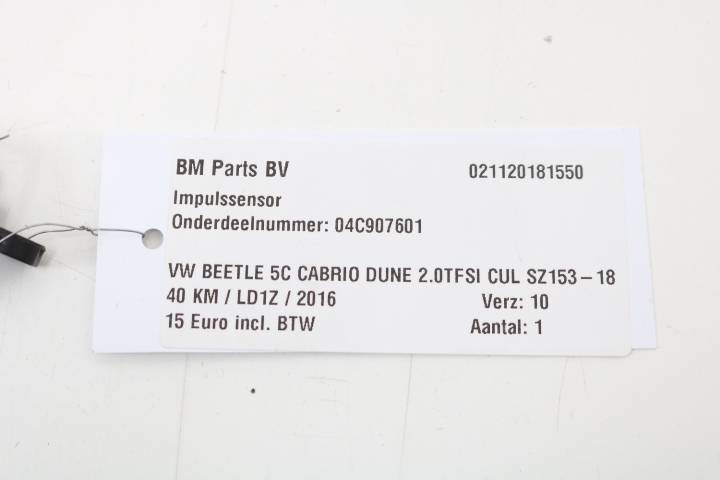 BM Parts BV 021120181550
Impulssensor
Onderdeelnummer: 04C907601
VW BEETLE 5C CABRIO DUNE 2.0TFSI CUL SZ153-18
40 KM / LD1Z / 2016 Verz: 10
15 Euro incl. BTW Aantal: 1